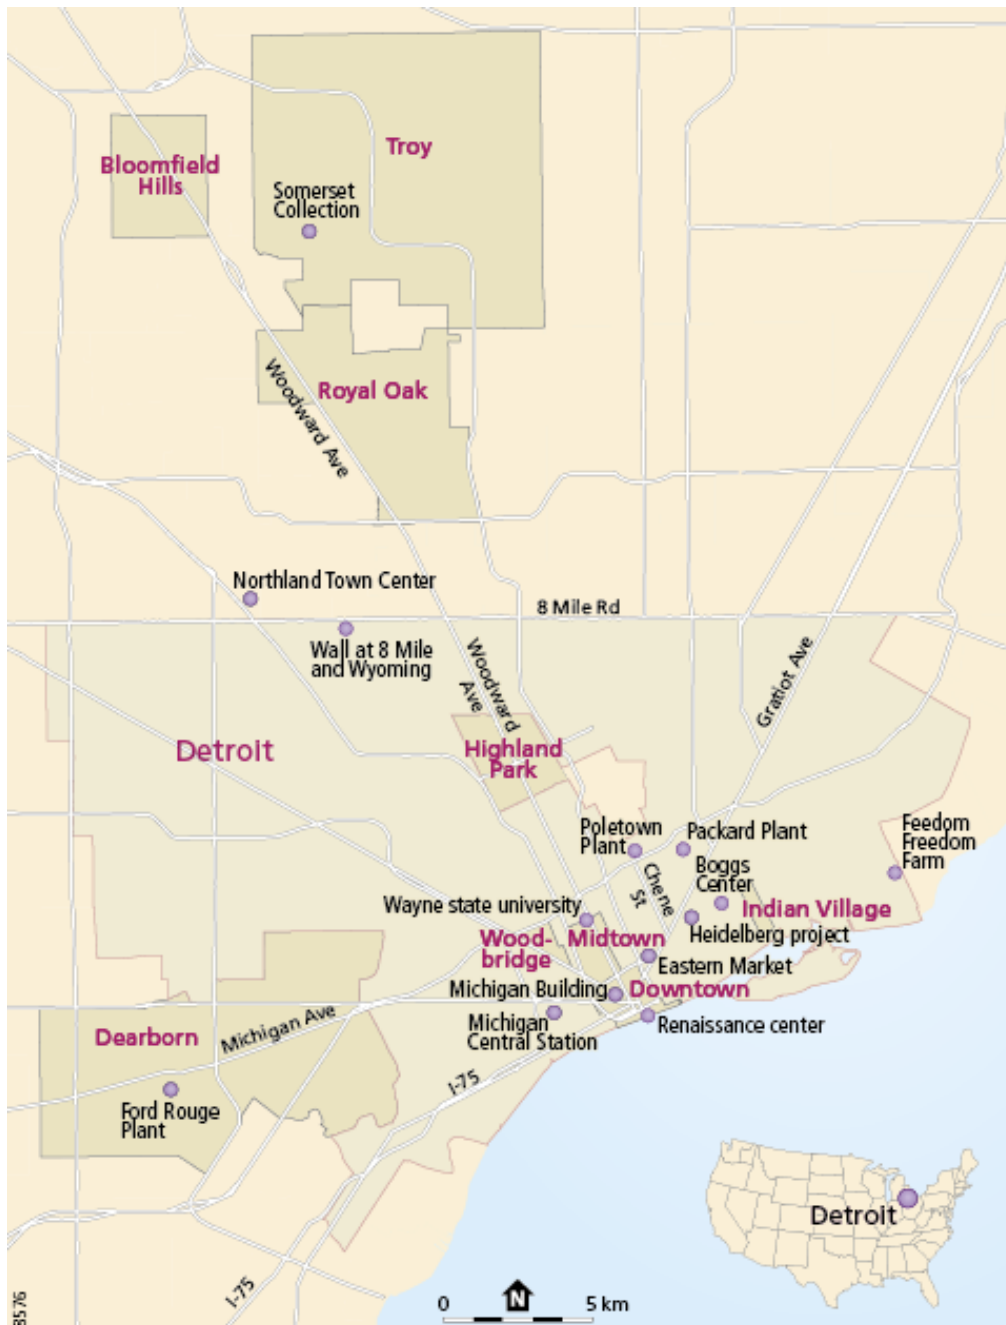 Troy
Bloomfield
Hills
Somerset
Collection
Royal Oak
Woodward Ave
Northland Town Center
8 Mile Rd
Wall at 8 Mile
and Wyoming
Woodward
Ave
Gratiot Ave
Detroit
Highland
Park
Poletown
Plant
Packard Plant
Feedom
Freedom
Farm
Chene
St
Boggs
Center
Wayne state university
Indian Village
Wood-
bridge
Midtown
Heidelberg project
Eastern Market
Michigan Building
Downtown
Michigan
Central Station
Renaissance center
Dearborn
Michigan Ave
I-75
Ford Rouge
Plant
Detroit
I-75
N
0 5 km
8576